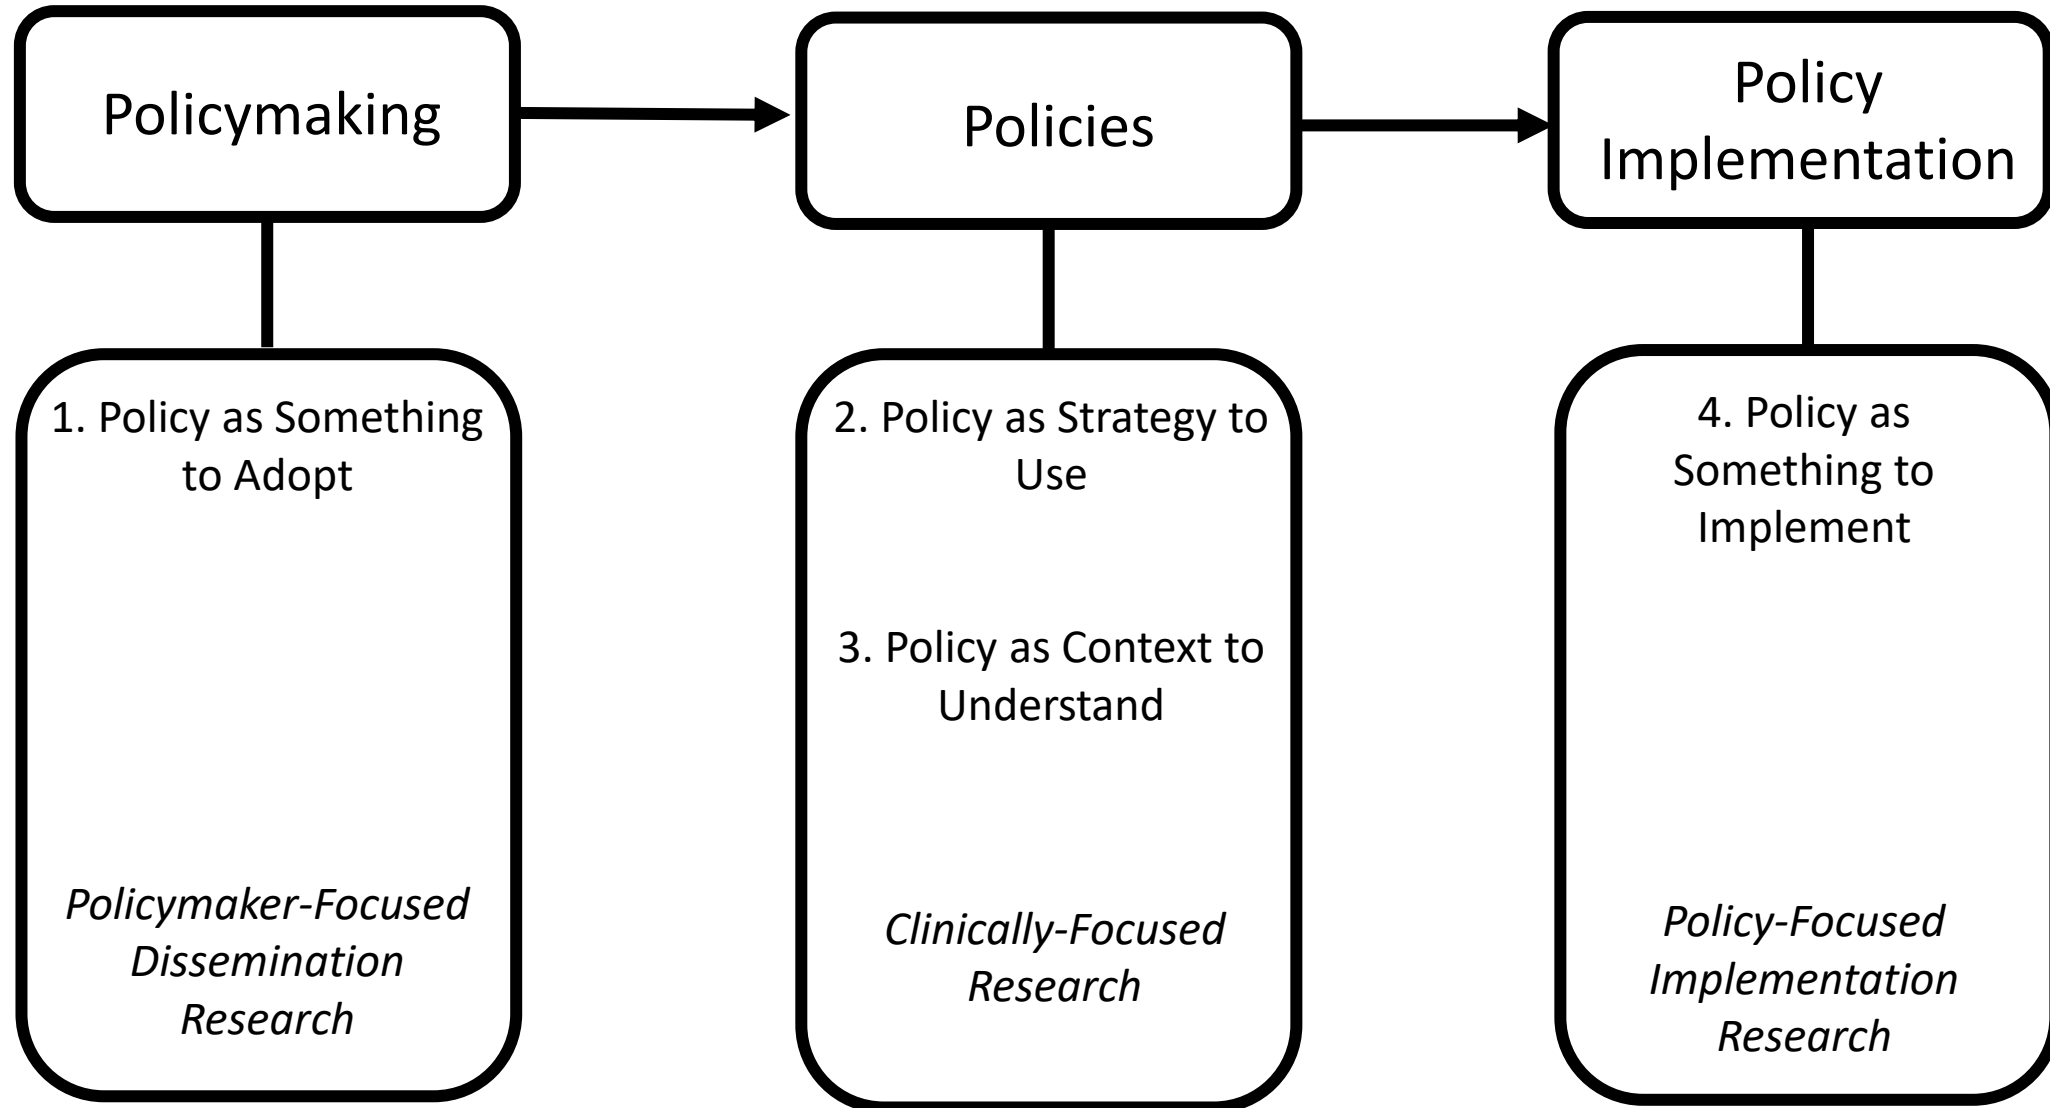 Policymaking
Policies
Policy
Implementation
1. Policy as Something
to Adopt
Policymaker-Focused
Dissemination
Research
2. Policy as Strategy to
Use
3. Policy as Context to
Understand
Clinically-Focused
Research
4. Policy as
Something to
Implement
Policy-Focused
Implementation
Research